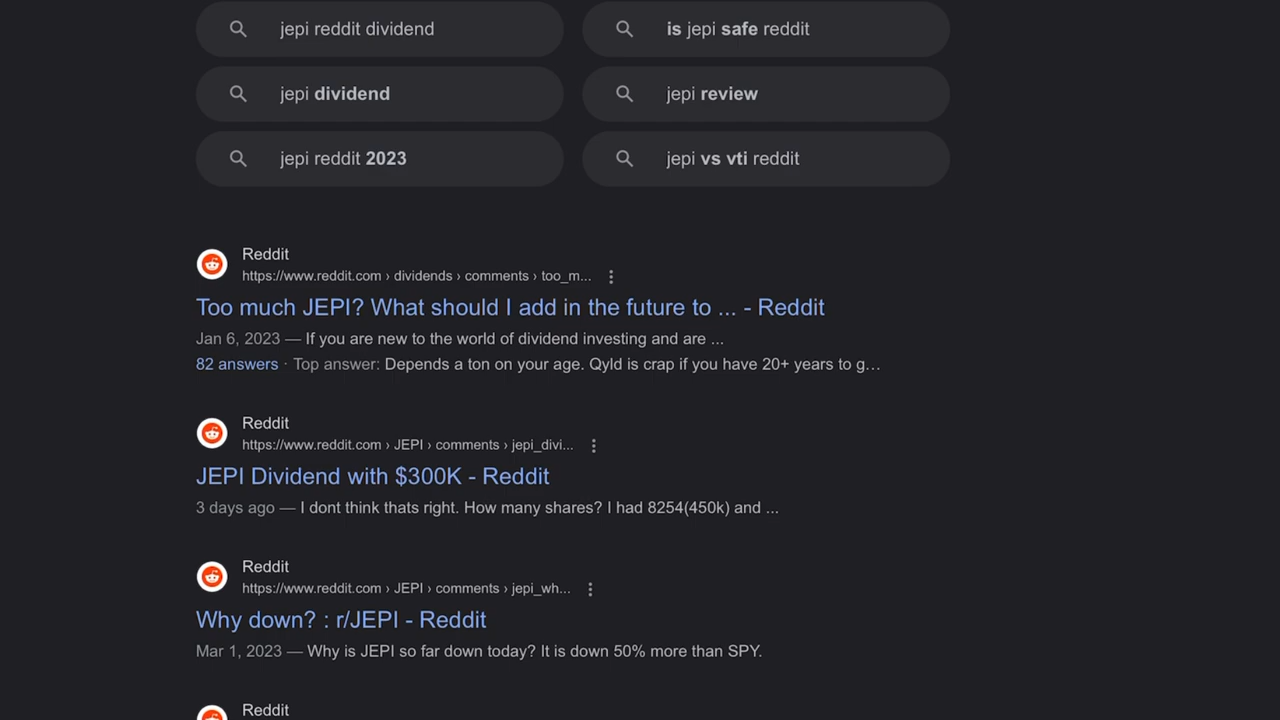 jepi reddit dividend
is jepi safe reddit
jepi dividend
jepi review
jepi reddit 2023
jepi vs vti reddit
Reddit
https://www.reddit.com › dividends › comments › too_m...
Too much JEPI? What should I add in the future to ... - Reddit
Jan 6, 2023 — If you are new to the world of dividend investing and are ...
82 answers · Top answer: Depends a ton on your age. Qyld is crap if you have 20+ years to g...
Reddit
https://www.reddit.com › JEPI › comments › jepi_divi...
JEPI Dividend with $300K - Reddit
3 days ago — I dont think thats right. How many shares? I had 8254(450k) and ...
Reddit
https://www.reddit.com › JEPI › comments › jepi_wh...
Why down? : r/JEPI - Reddit
Mar 1, 2023 — Why is JEPI so far down today? It is down 50% more than SPY.
Reddit